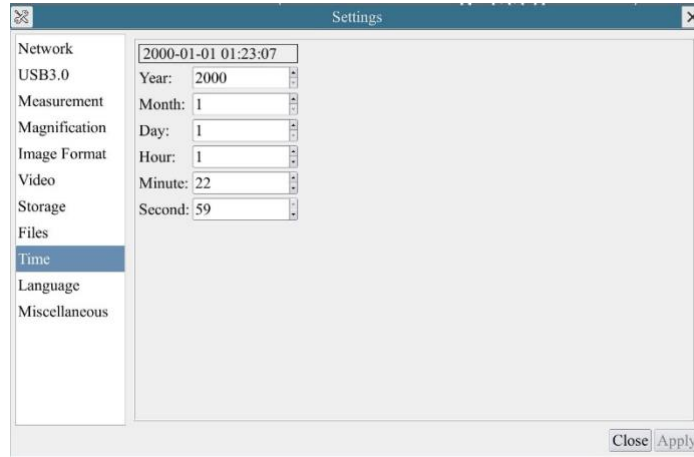 Settings
Network
USB3.0
Measurement
Magnification
Image Format
Video
Storage
Files
Time
Language
Miscellaneous
2000-01-01 01:23:07
Year: 2000
Month: 1
Day: 1
Hour: 1
Minute: 22
Second: 59
Close Apply